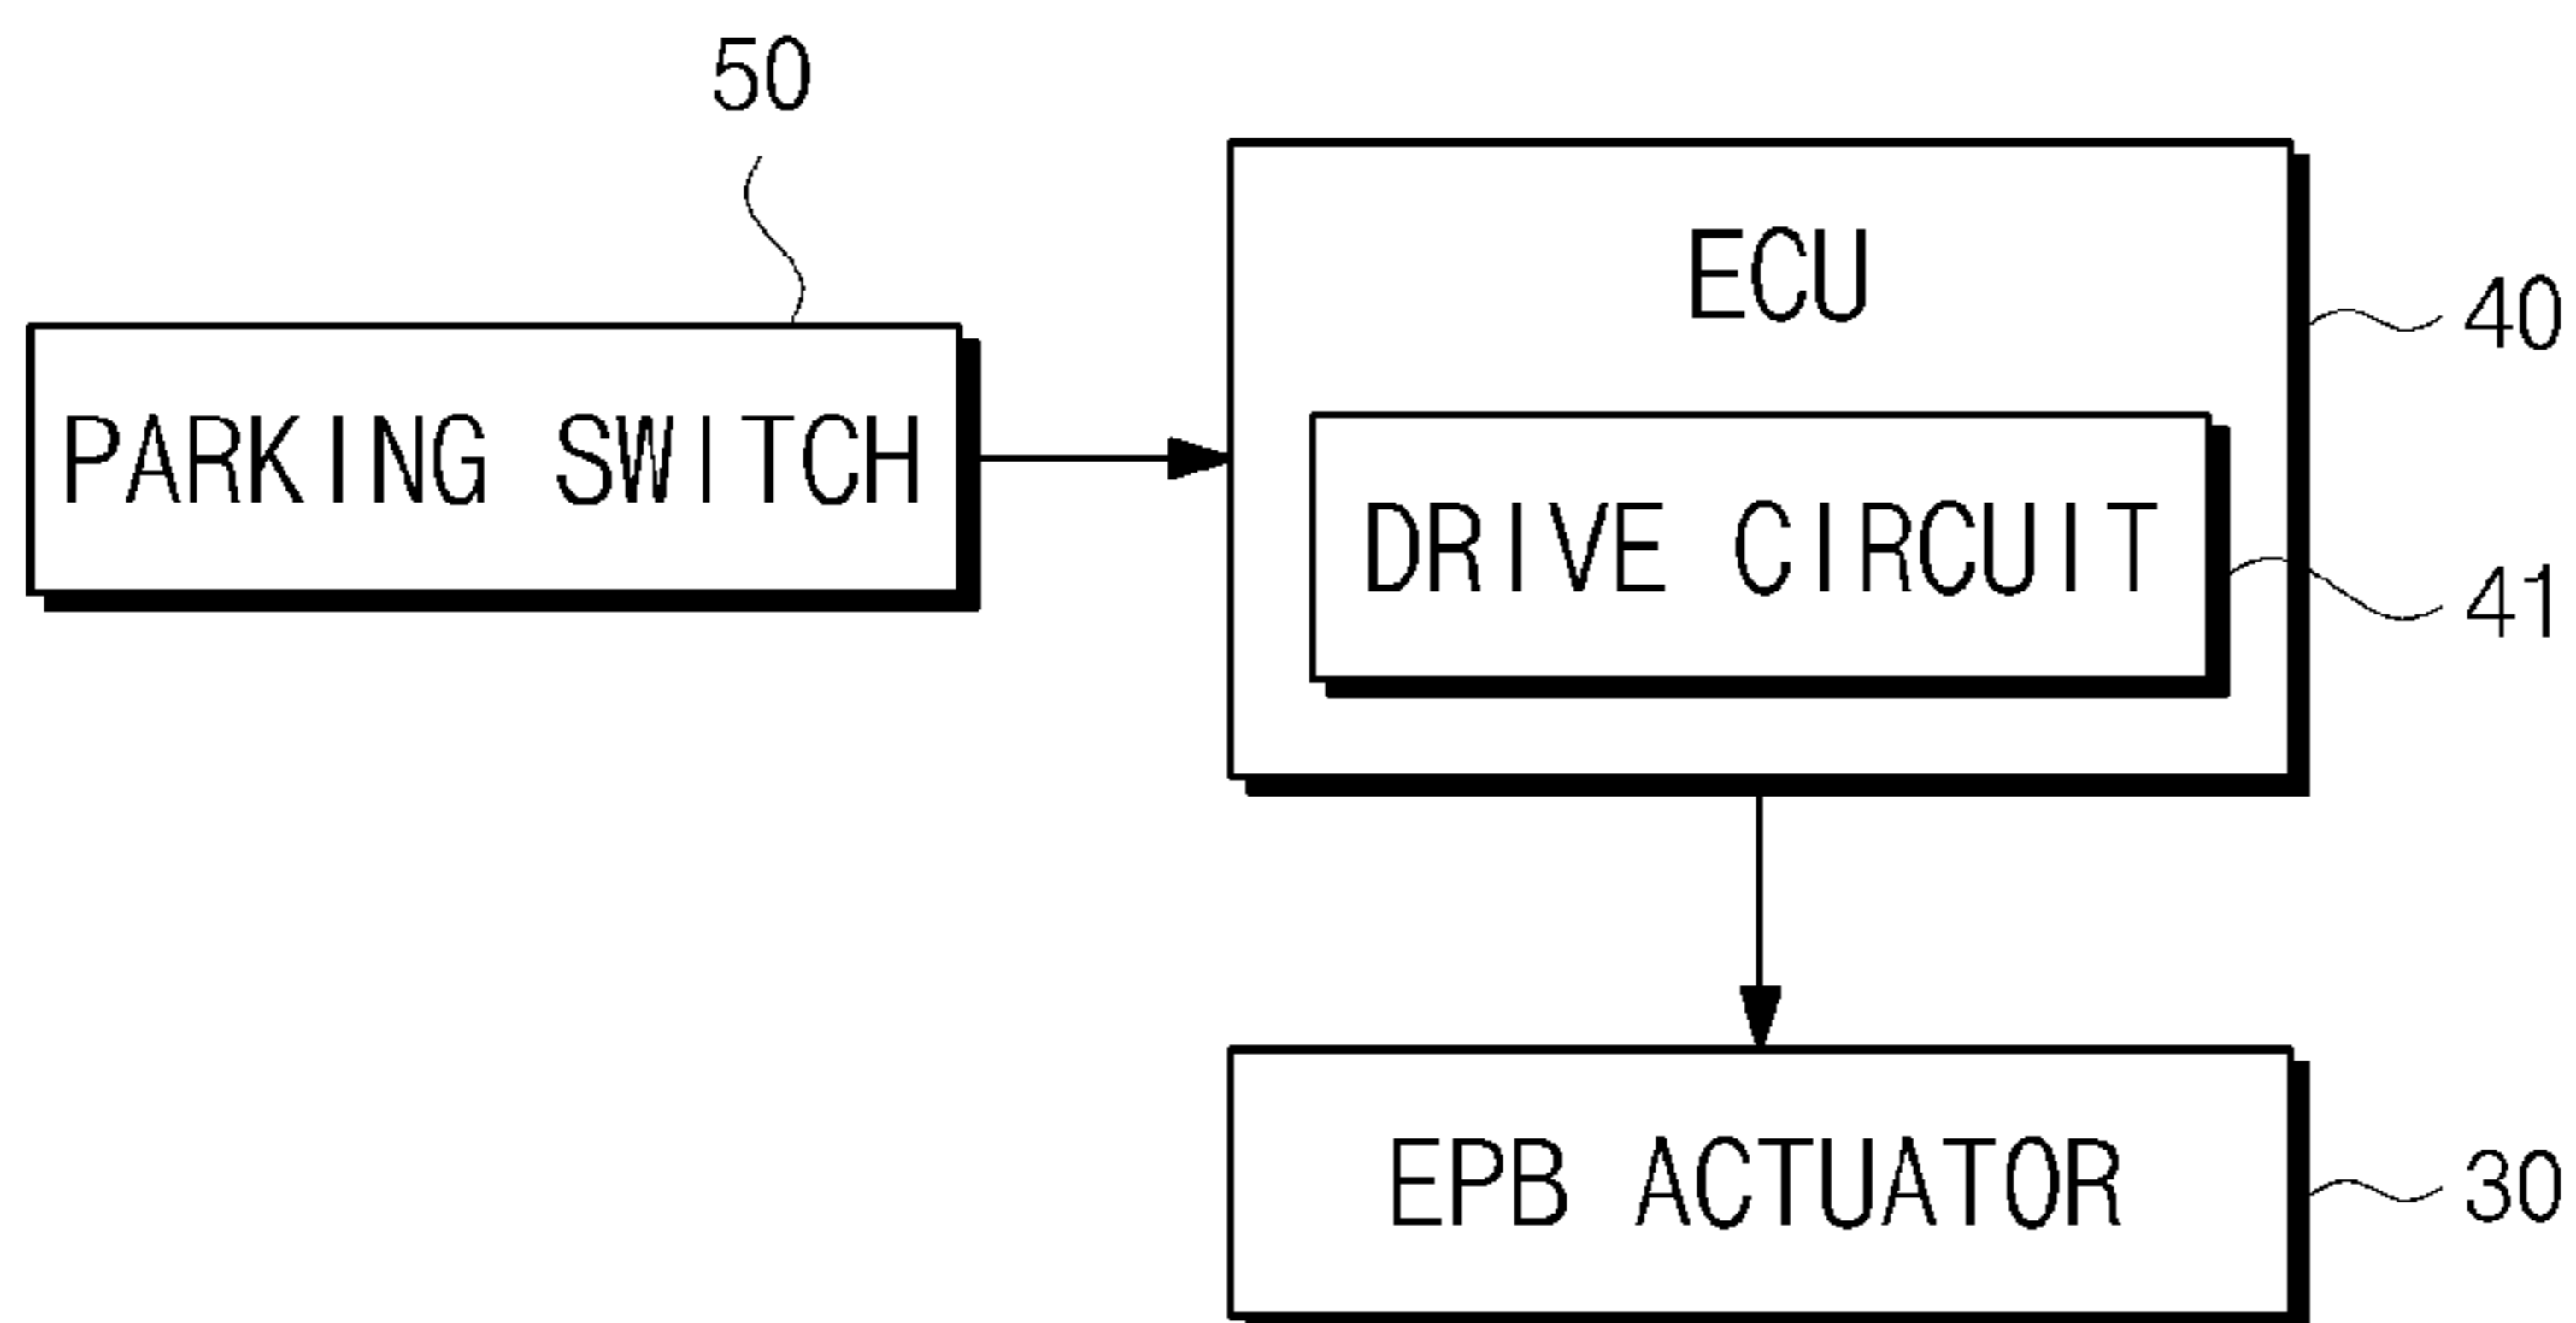 50
ECU
40
PARKING SWITCH
DRIVE CIRCUIT
41
EPB ACTUATOR
30